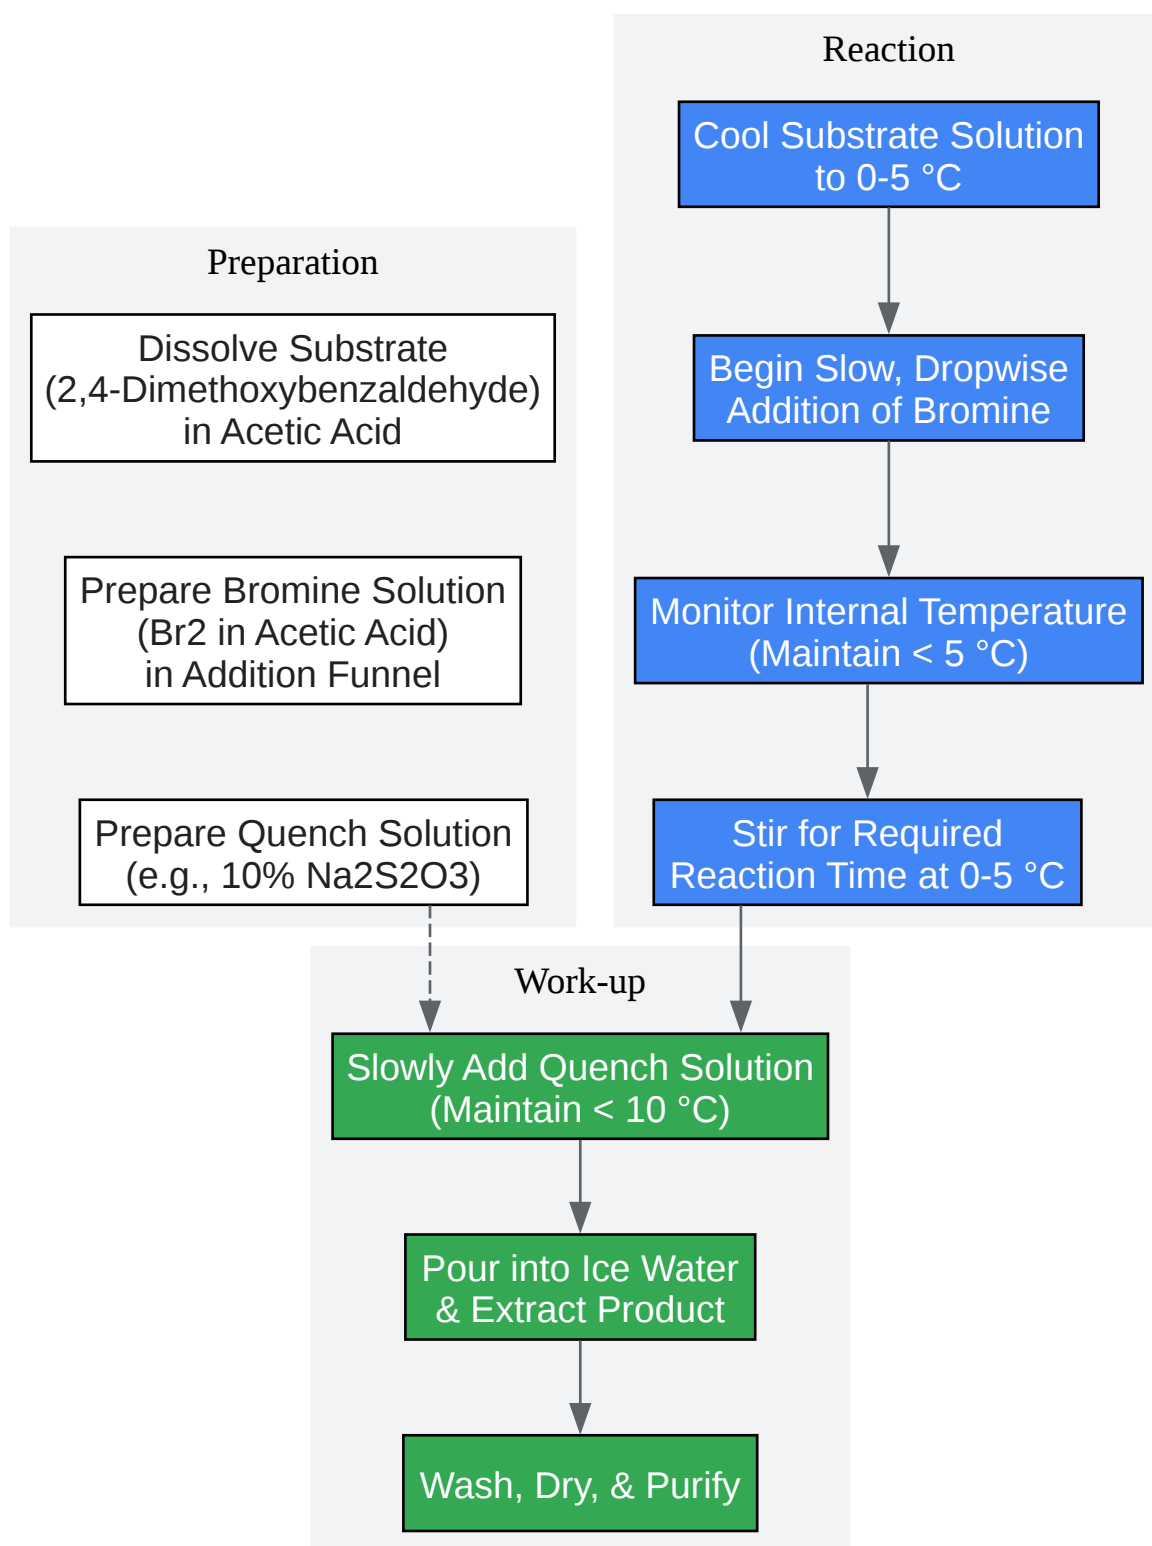 Preparation
Dissolve Substrate
(2,4-Dimethoxybenzaldehyde)
in Acetic Acid
Prepare Bromine Solution
(Br2 in Acetic Acid)
in Addition Funnel
Prepare Quench Solution
(e.g., 10% Na2S2O3)
Reaction
Cool Substrate Solution
to 0-5 °C
Begin Slow, Dropwise
Addition of Bromine
Monitor Internal Temperature
(Maintain < 5 °C)
Stir for Required
Reaction Time at 0-5 °C
Work-up
Slowly Add Quench Solution
(Maintain < 10 °C)
Pour into Ice Water
& Extract Product
Wash, Dry, & Purify